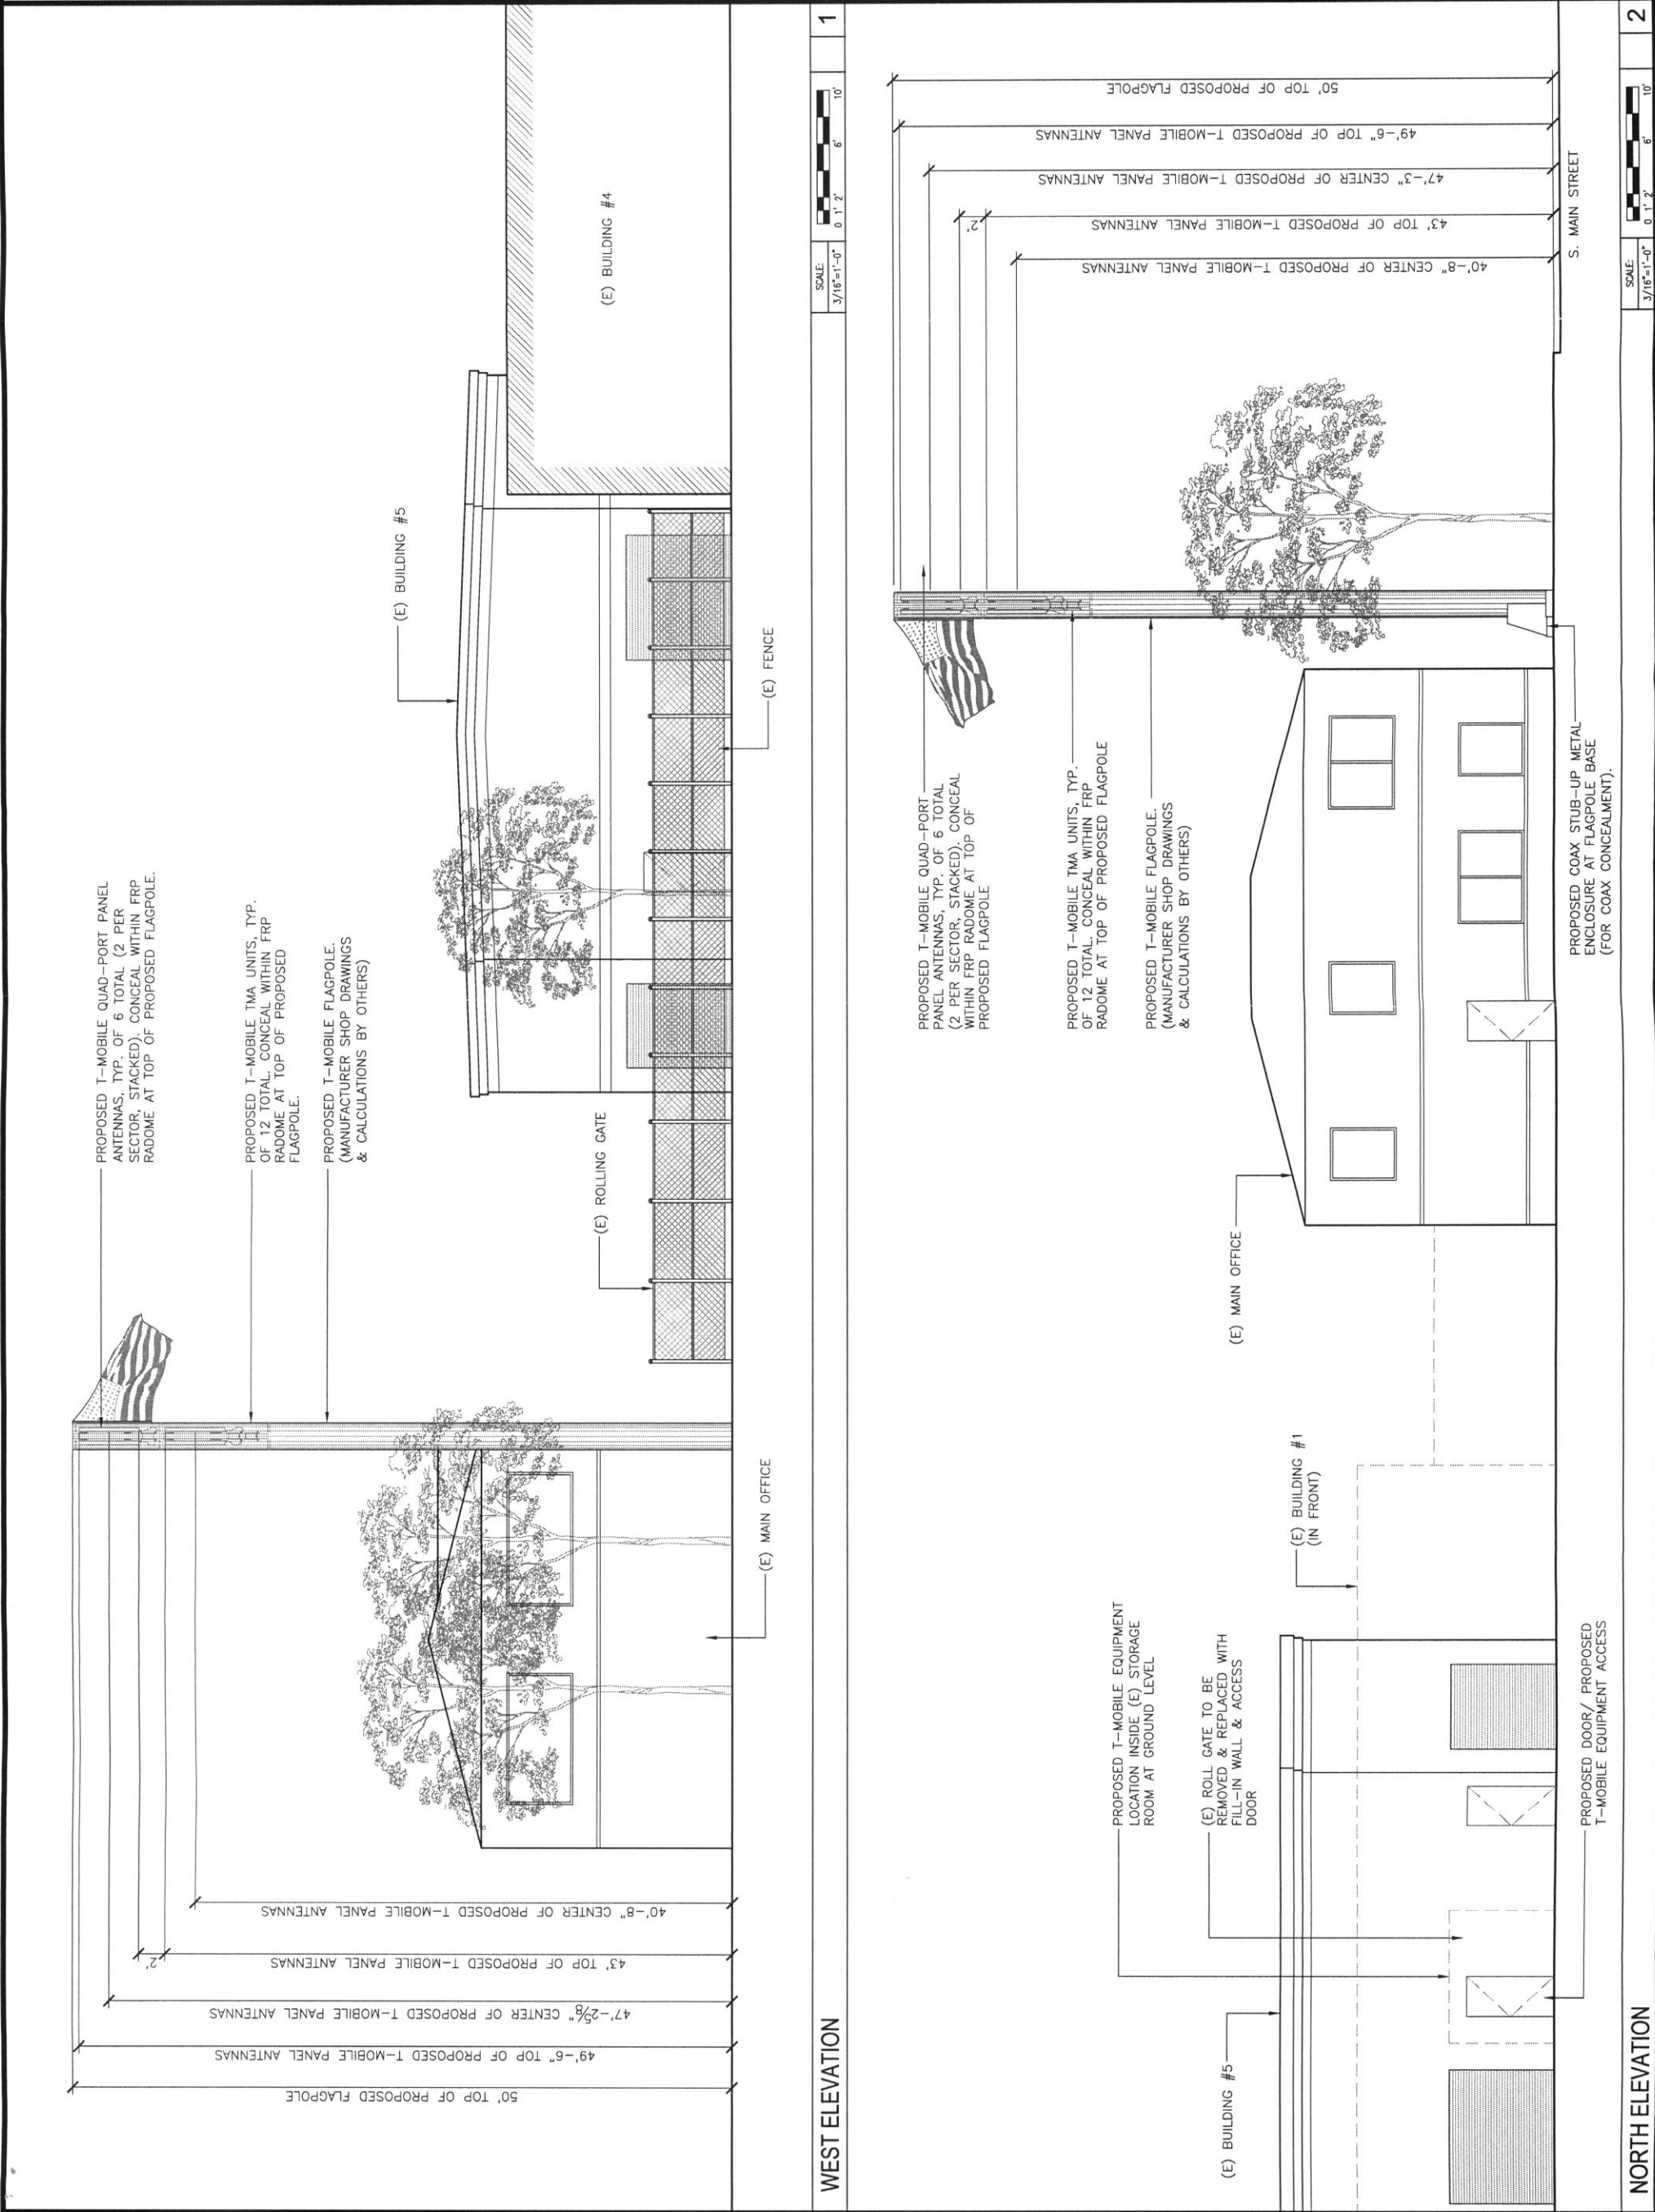 PROPOSED T-MOBILE QUAD-PORT PANEL
ANTENNAS, TYP. OF 6 TOTAL (2 PER
SECTOR, STACKED). CONCEAL WITHIN FRP
RADOME AT TOP OF PROPOSED FLAGPOLE.
PROPOSED T-MOBILE TMA UNITS, TYP.
OF 12 TOTAL. CONCEAL WITHIN FRP
RADOME AT TOP OF PROPOSED
FLAGPOLE.
PROPOSED T-MOBILE FLAGPOLE.
(MANUFACTURER SHOP DRAWINGS
& CALCULATIONS BY OTHERS)
(E) BUILDING #5
(E) BUILDING #4
(E) ROLLING GATE
(E) FENCE
(E) MAIN OFFICE
50' TOP OF PROPOSED FLAGPOLE
49'-6" TOP OF PROPOSED T-MOBILE PANEL ANTENNAS
47'-2⅝" CENTER OF PROPOSED T-MOBILE PANEL ANTENNAS
43' TOP OF PROPOSED T-MOBILE PANEL ANTENNAS
2'
40'-8" CENTER OF PROPOSED T-MOBILE PANEL ANTENNAS
WEST ELEVATION
SCALE:
3/16"=1'-0"
0 1' 2' 6' 10'
1
PROPOSED T-MOBILE QUAD-PORT
PANEL ANTENNAS, TYP. OF 6 TOTAL
(2 PER SECTOR, STACKED). CONCEAL
WITHIN FRP RADOME AT TOP OF
PROPOSED FLAGPOLE
PROPOSED T-MOBILE TMA UNITS, TYP.
OF 12 TOTAL. CONCEAL WITHIN FRP
RADOME AT TOP OF PROPOSED FLAGPOLE
PROPOSED T-MOBILE FLAGPOLE.
(MANUFACTURER SHOP DRAWINGS
& CALCULATIONS BY OTHERS)
50' TOP OF PROPOSED FLAGPOLE
49'-6" TOP OF PROPOSED T-MOBILE PANEL ANTENNAS
47'-3" CENTER OF PROPOSED T-MOBILE PANEL ANTENNAS
43' TOP OF PROPOSED T-MOBILE PANEL ANTENNAS
2'
40'-8" CENTER OF PROPOSED T-MOBILE PANEL ANTENNAS
PROPOSED T-MOBILE EQUIPMENT
LOCATION INSIDE (E) STORAGE
ROOM AT GROUND LEVEL
(E) ROLL GATE TO BE
REMOVED & REPLACED WITH
FILL-IN WALL & ACCESS
DOOR
(E) BUILDING #5
(E) BUILDING #1
(IN FRONT)
(E) MAIN OFFICE
S. MAIN STREET
PROPOSED DOOR/ PROPOSED
T-MOBILE EQUIPMENT ACCESS
PROPOSED COAX STUB-UP METAL
ENCLOSURE AT FLAGPOLE BASE
(FOR COAX CONCEALMENT).
NORTH ELEVATION
SCALE:
3/16"=1'-0"
0 1' 2' 6' 10'
2